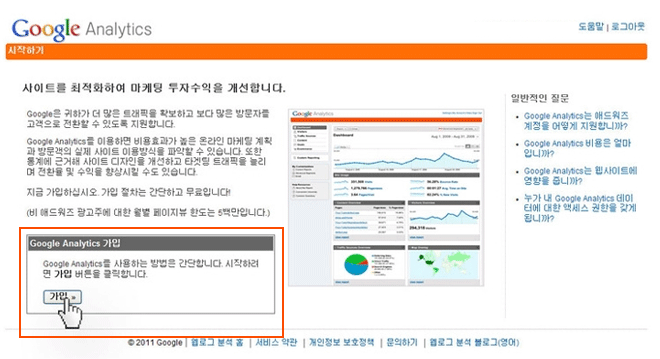 Google Analytics
도움말 | 로그아웃
시작하기
사이트를 최적화하여 마케팅 투자수익을 개선합니다.
Google은 귀하가 더 많은 트래픽을 확보하고 보다 많은 방문자를
고객으로 전환할 수 있도록 지원합니다.
Google Analytics를 이용하면 비용효과가 높은 온라인 마케팅 계획
과 방문객의 실제 사이트 이용방식을 파악할 수 있습니다. 또한
통계에 근거해 사이트 디자인을 개선하고 타겟팅 트래픽을 늘리
며 전환율 및 수익을 향상시킬 수도 있습니다.
지금 가입하십시오. 가입 절차는 간단하고 무료입니다!
(비 애드워즈 광고주에 대한 월별 페이지뷰 한도는 5백만입니다.)
Google Analytics 가입
Google Analytics를 사용하는 방법은 간단합니다. 시작하려
면 가입 버튼을 클릭합니다.
가입 »
Google Analytics
Dashboard
일반적인 질문
Google Analytics는 애드워즈
계정을 어떻게 지원합니까?
Google Analytics 비용은 얼마
입니까?
Google Analytics는 웹사이트에
영향을 줍니까?
누가 내 Google Analytics 데이
터에 대한 액세스 권한을 갖게
됩니까?
© 2011 Google | 웹로그 분석 홈 | 서비스 약관 | 개인정보 보호정책 | 문의하기 | 웹로그 분석 블로그(영어)